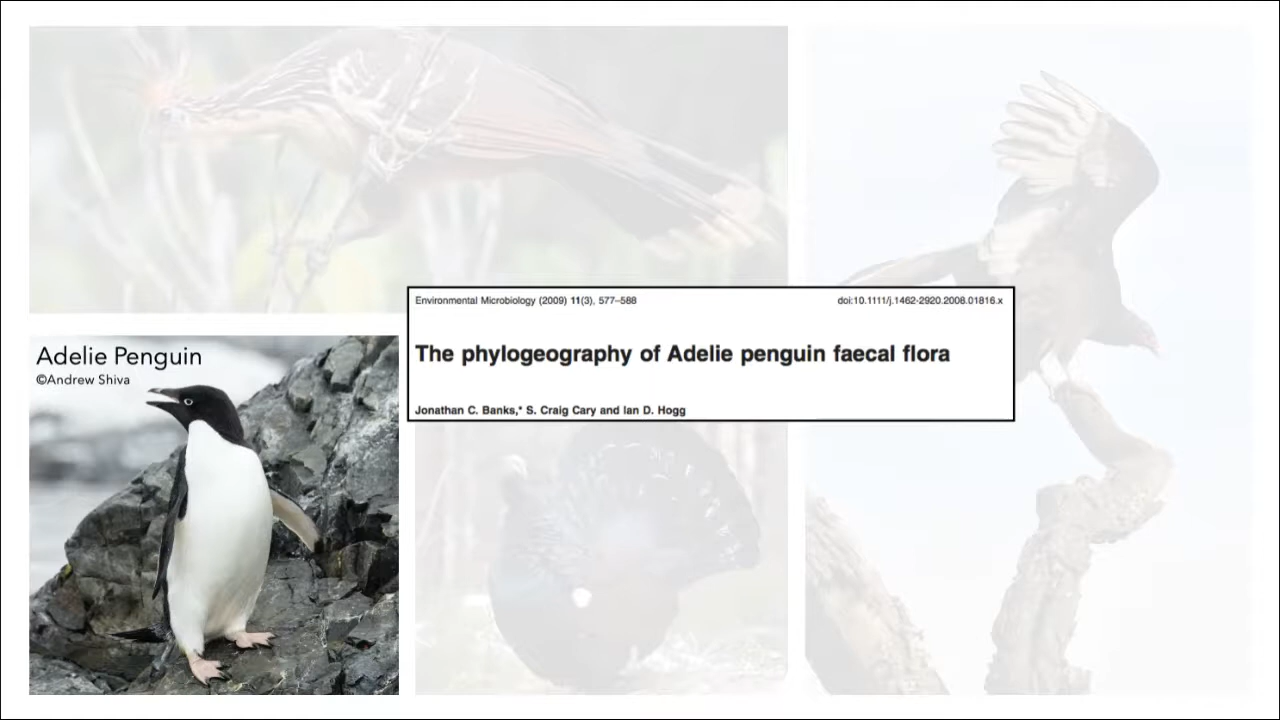 Environmental Microbiology (2009) 11(3), 577–588
doi:10.1111/j.1462-2920.2008.01816.x
The phylogeography of Adelie penguin faecal flora
Jonathan C. Banks,* S. Craig Cary and Ian D. Hogg
Adelie Penguin
©Andrew Shiva